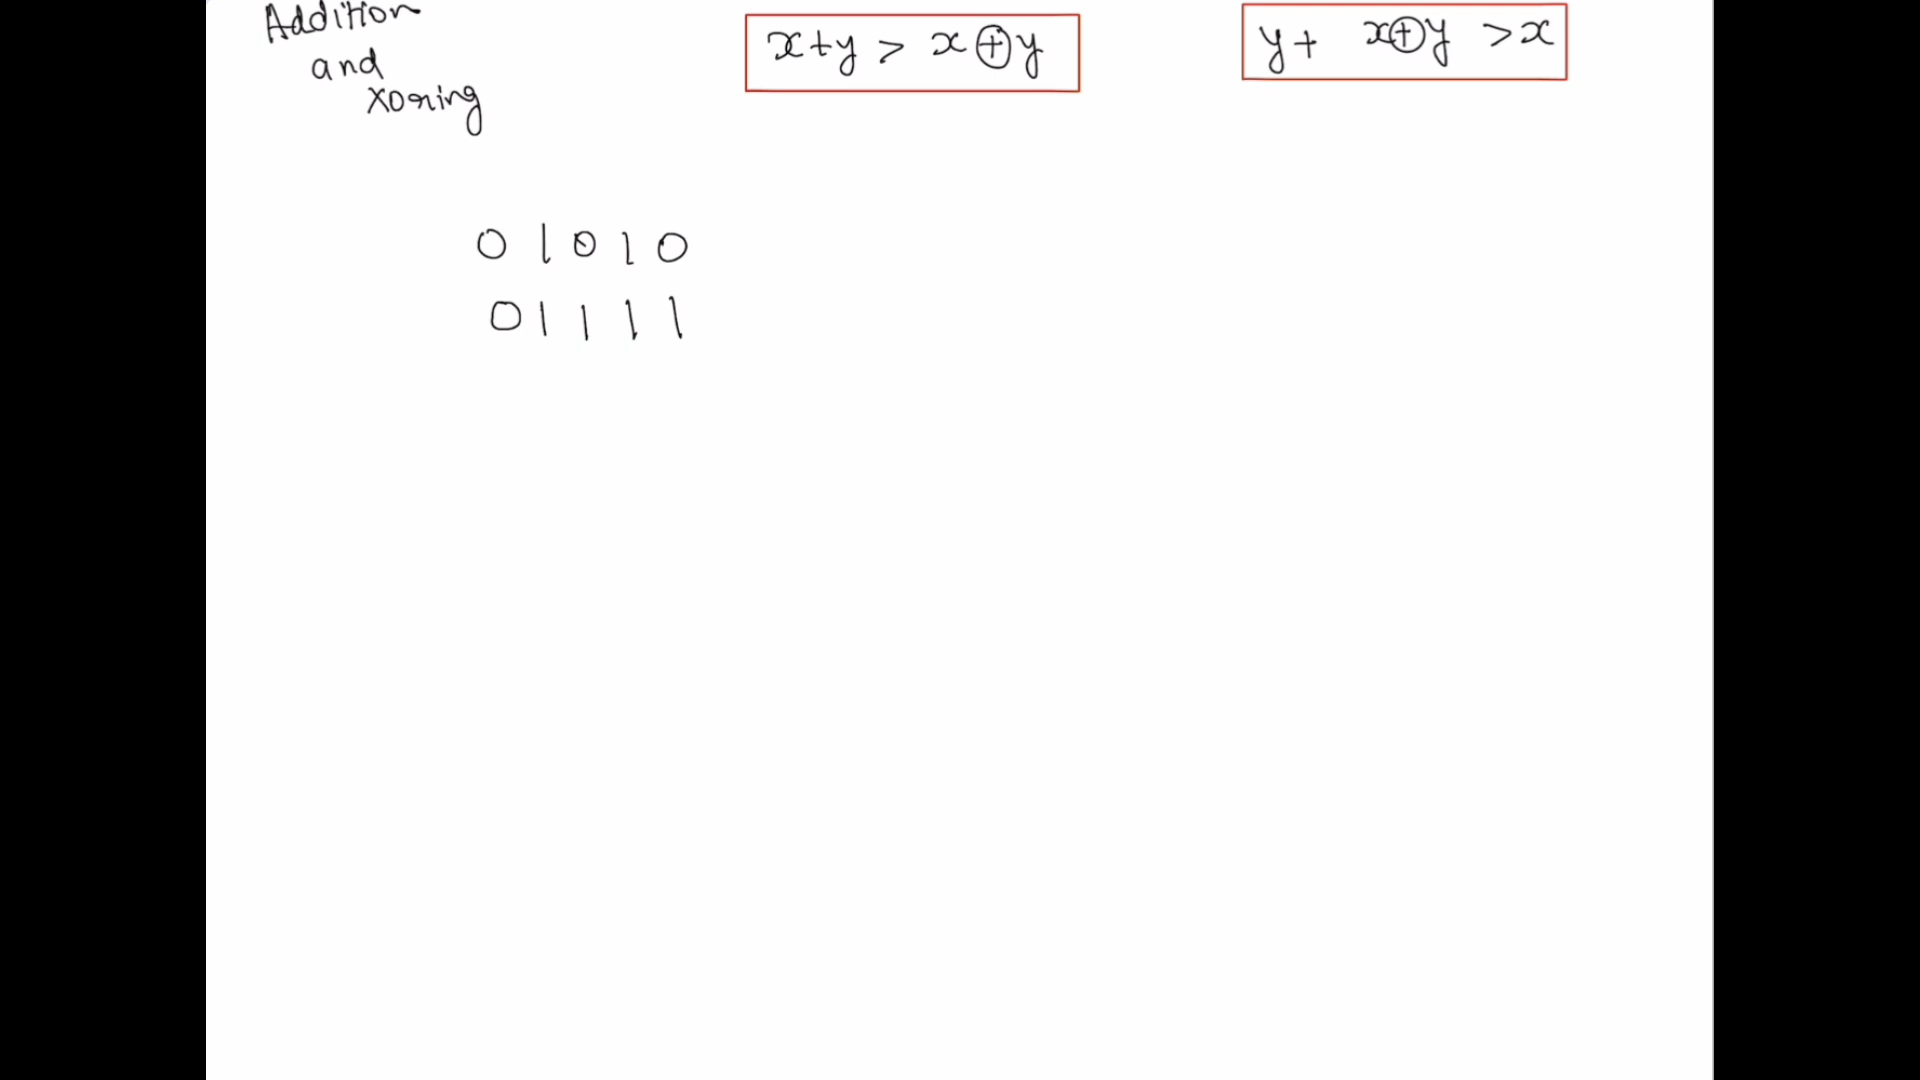 Addition
and
xoring
x+y > x⊕y
y+ x⊕y >x
0 1 0 1 0
0 1 1 1 1